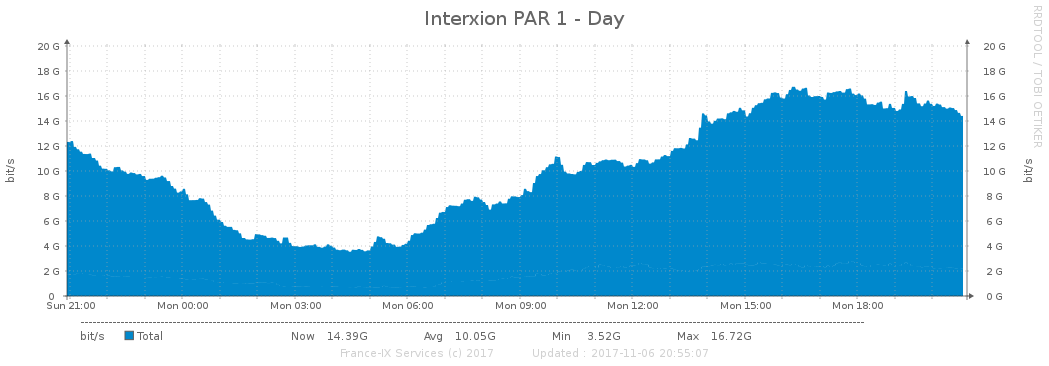 Interxion PAR 1 - Day
RRDTOOL / TOBI OETIKER
bit/s
20 G 20 G
18 G 18 G
16 G 16 G
14 G 14 G
12 G 12 G
10 G 10 G
8 G 8 G
6 G 6 G
4 G 4 G
2 G 2 G
0 0 G
bit/s
Sun 21:00 Mon 00:00 Mon 03:00 Mon 06:00 Mon 09:00 Mon 12:00 Mon 15:00 Mon 18:00
bit/s Total Now 14.39G Avg 10.05G Min 3.52G Max 16.72G
France-IX Services (c) 2017 Updated : 2017-11-06 20:55:07